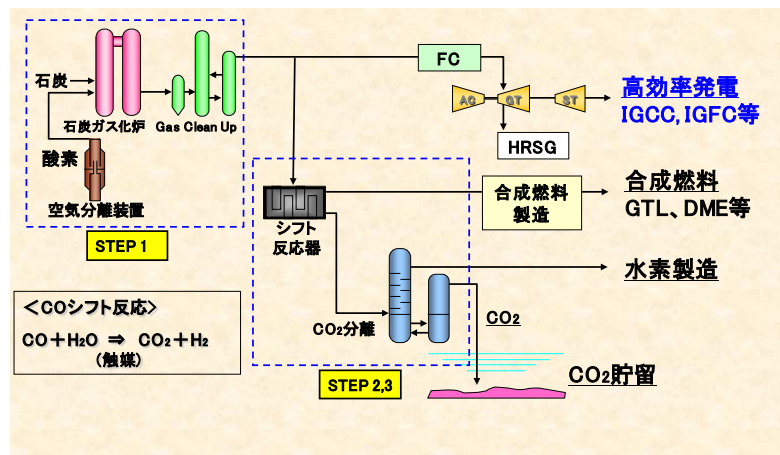 石炭
石炭ガス化炉
Gas Clean Up
酸素
空気分離装置
STEP 1
FC
AC
GT
ST
HRSG
高効率発電
IGCC, IGFC等
シフト
反応器
合成燃料
製造
合成燃料
GTL、DME等
水素製造
CO2分離
CO2
STEP 2,3
CO2貯留
<COシフト反応>
CO+H2O ⇒ CO2+H2
(触媒)